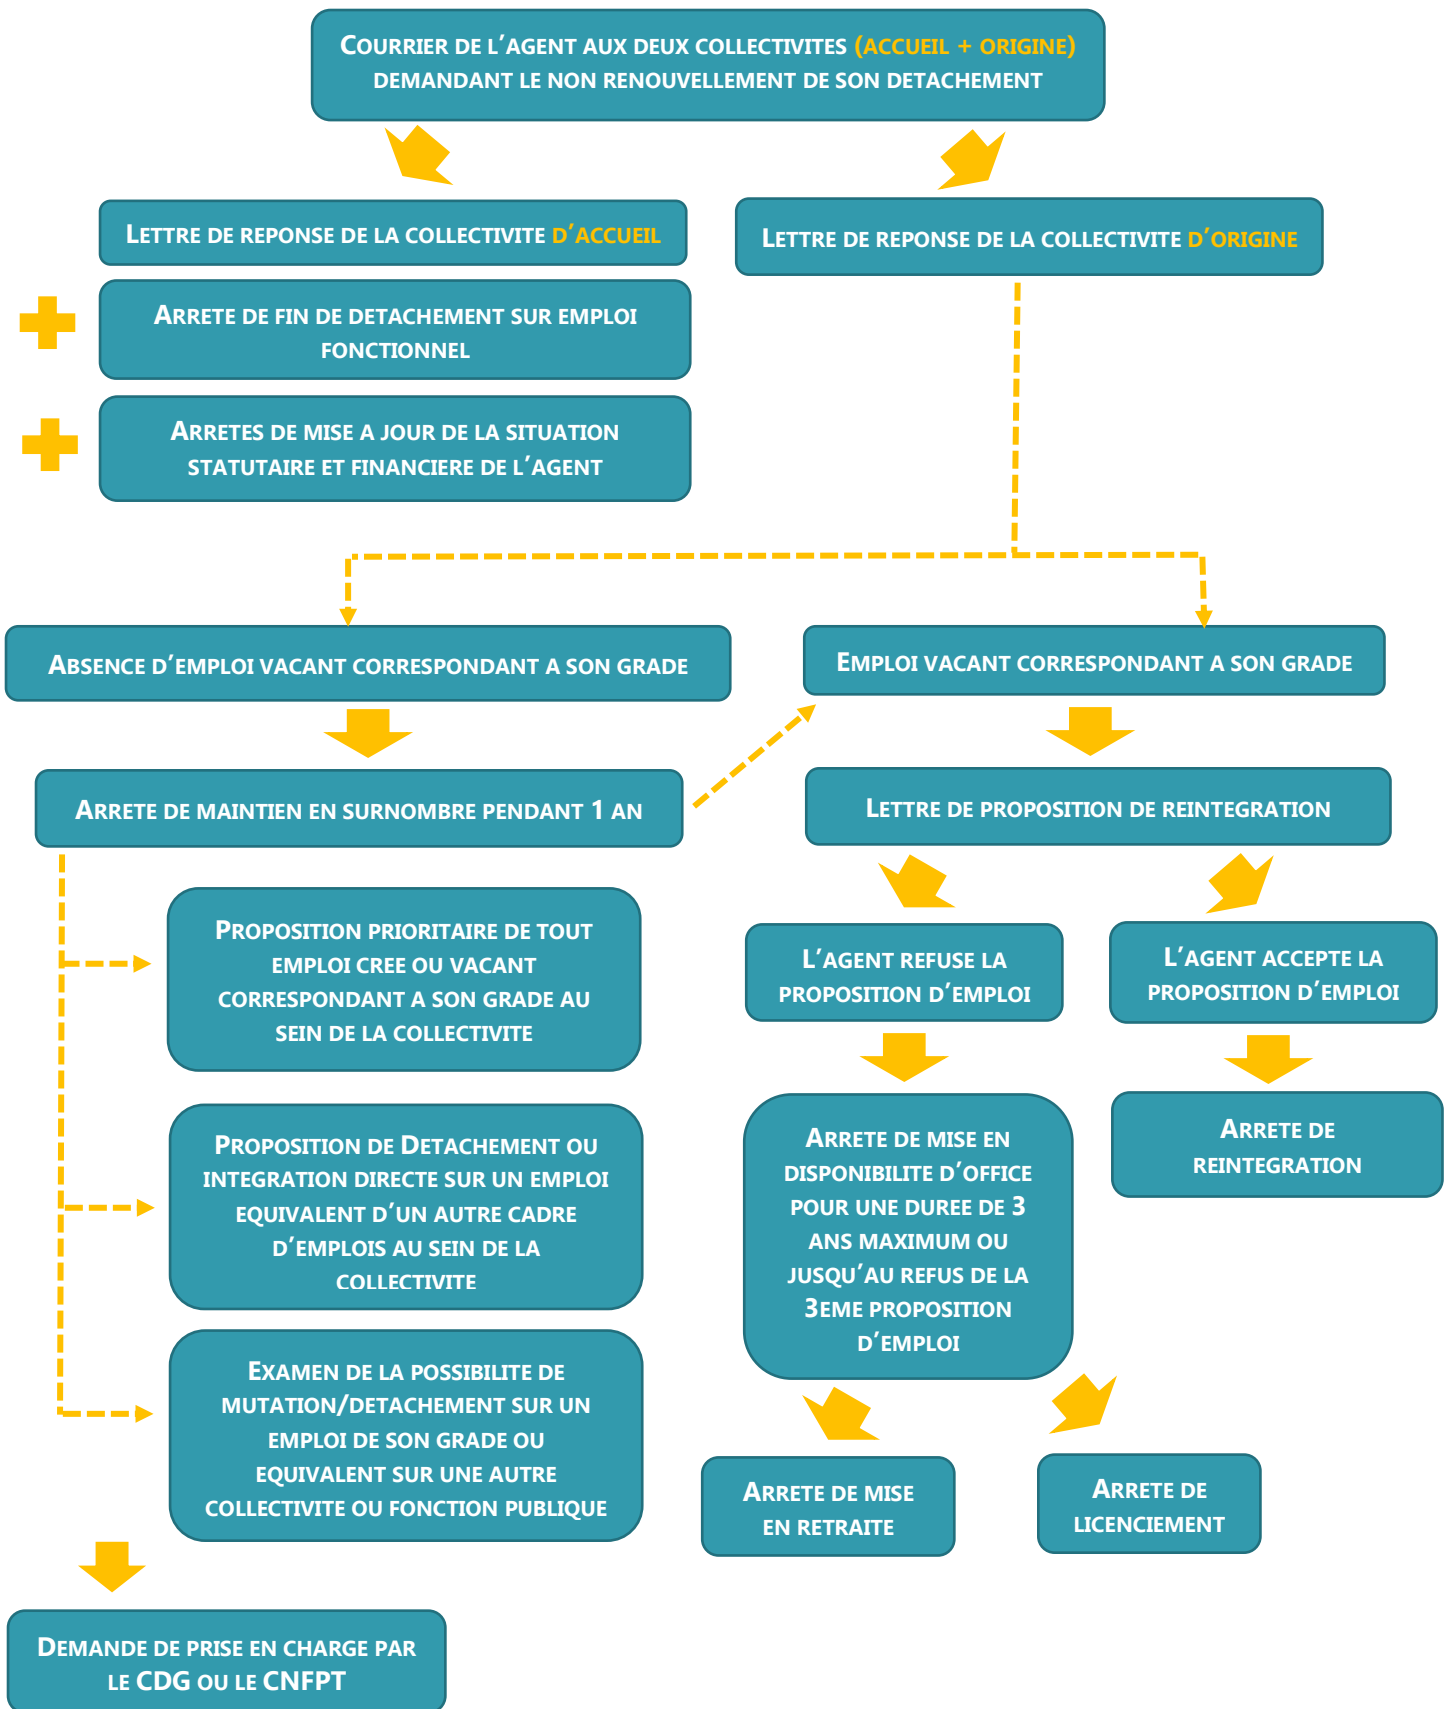 COURRIER DE L'AGENT AUX DEUX COLLECTIVITES (ACCUEIL + ORIGINE)
DEMANDANT LE NON RENOUVELLEMENT DE SON DETACHEMENT
LETTRE DE REPONSE DE LA COLLECTIVITE D'ACCUEIL
LETTRE DE REPONSE DE LA COLLECTIVITE D'ORIGINE
ARRETE DE FIN DE DETACHEMENT SUR EMPLOI
FONCTIONNEL
ARRETES DE MISE A JOUR DE LA SITUATION
STATUTAIRE ET FINANCIERE DE L'AGENT
ABSENCE D'EMPLOI VACANT CORRESPONDANT A SON GRADE
EMPLOI VACANT CORRESPONDANT A SON GRADE
ARRETE DE MAINTIEN EN SURNOMBRE PENDANT 1 AN
LETTRE DE PROPOSITION DE REINTEGRATION
PROPOSITION PRIORITAIRE DE TOUT
EMPLOI CREE OU VACANT
CORRESPONDANT A SON GRADE AU
SEIN DE LA COLLECTIVITE
L'AGENT REFUSE LA
PROPOSITION D'EMPLOI
L'AGENT ACCEPTE LA
PROPOSITION D'EMPLOI
PROPOSITION DE DETACHEMENT OU
INTEGRATION DIRECTE SUR UN EMPLOI
EQUIVALENT D'UN AUTRE CADRE
D'EMPLOIS AU SEIN DE LA
COLLECTIVITE
ARRETE DE MISE EN
DISPONIBILITE D'OFFICE
POUR UNE DUREE DE 3
ANS MAXIMUM OU
JUSQU'AU REFUS DE LA
3EME PROPOSITION
D'EMPLOI
ARRETE DE
REINTEGRATION
EXAMEN DE LA POSSIBILITE DE
MUTATION/DETACHEMENT SUR UN
EMPLOI DE SON GRADE OU
EQUIVALENT SUR UNE AUTRE
COLLECTIVITE OU FONCTION PUBLIQUE
ARRETE DE MISE
EN RETRAITE
ARRETE DE
LICENCIEMENT
DEMANDE DE PRISE EN CHARGE PAR
LE CDG OU LE CNFPT